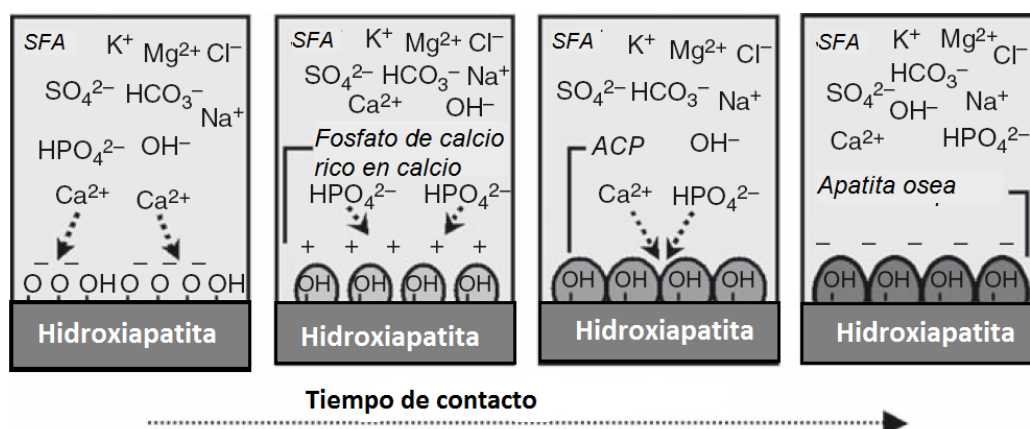 SFA K⁺ Mg²⁺ Cl⁻
SO₄²⁻ HCO₃⁻
Na⁺
HPO₄²⁻ OH⁻
Ca²⁺ Ca²⁺
− − − −
O O OH O O O OH
Hidroxiapatita
SFA K⁺ Mg²⁺ Cl⁻
SO₄²⁻ HCO₃⁻ Na⁺
Ca²⁺ OH⁻
Fosfato de calcio
rico en calcio
HPO₄²⁻ HPO₄²⁻
+ + + + +
OH OH OH OH
Hidroxiapatita
SFA K⁺ Mg²⁺ Cl⁻
SO₄²⁻ HCO₃⁻ Na⁺
ACP OH⁻
Ca²⁺ HPO₄²⁻
OH OH OH OH
Hidroxiapatita
SFA K⁺ Mg²⁺ Cl⁻
HCO₃⁻
SO₄²⁻ OH⁻ Na⁺
Ca²⁺ HPO₄²⁻
Apatita osea
− − − − −
OH OH OH OH
Hidroxiapatita
Tiempo de contacto